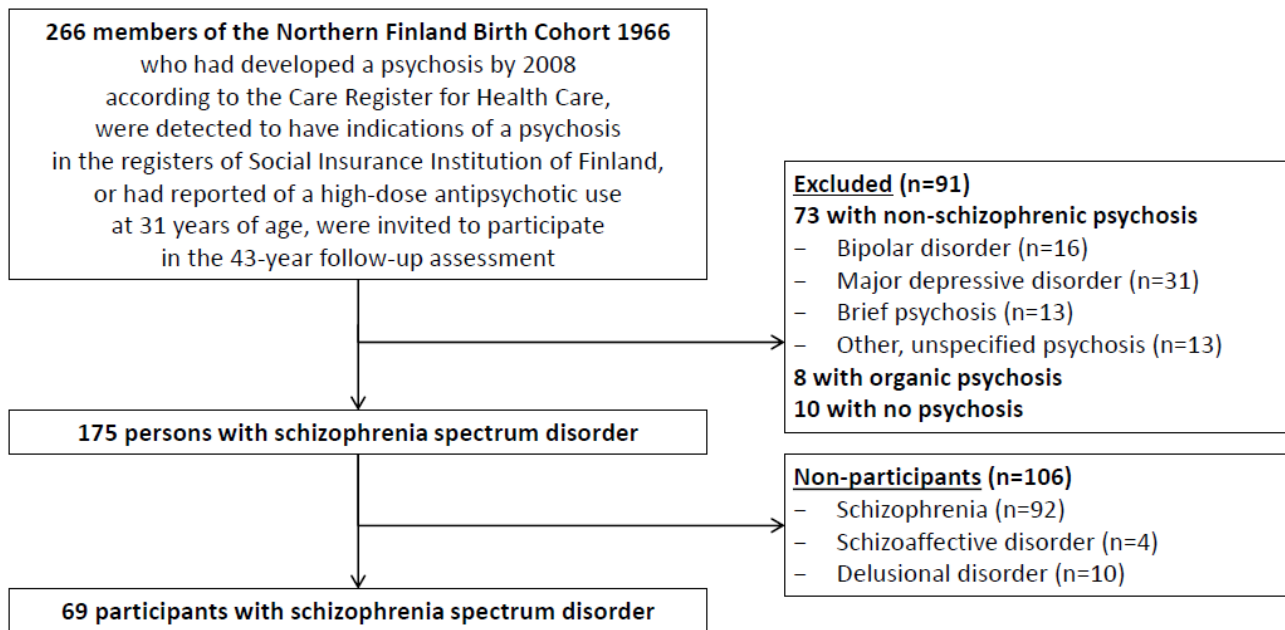 266 members of the Northern Finland Birth Cohort 1966
who had developed a psychosis by 2008
according to the Care Register for Health Care,
were detected to have indications of a psychosis
in the registers of Social Insurance Institution of Finland,
or had reported of a high-dose antipsychotic use
at 31 years of age, were invited to participate
in the 43-year follow-up assessment
Excluded (n=91)
73 with non-schizophrenic psychosis
– Bipolar disorder (n=16)
– Major depressive disorder (n=31)
– Brief psychosis (n=13)
– Other, unspecified psychosis (n=13)
8 with organic psychosis
10 with no psychosis
175 persons with schizophrenia spectrum disorder
Non-participants (n=106)
– Schizophrenia (n=92)
– Schizoaffective disorder (n=4)
– Delusional disorder (n=10)
69 participants with schizophrenia spectrum disorder